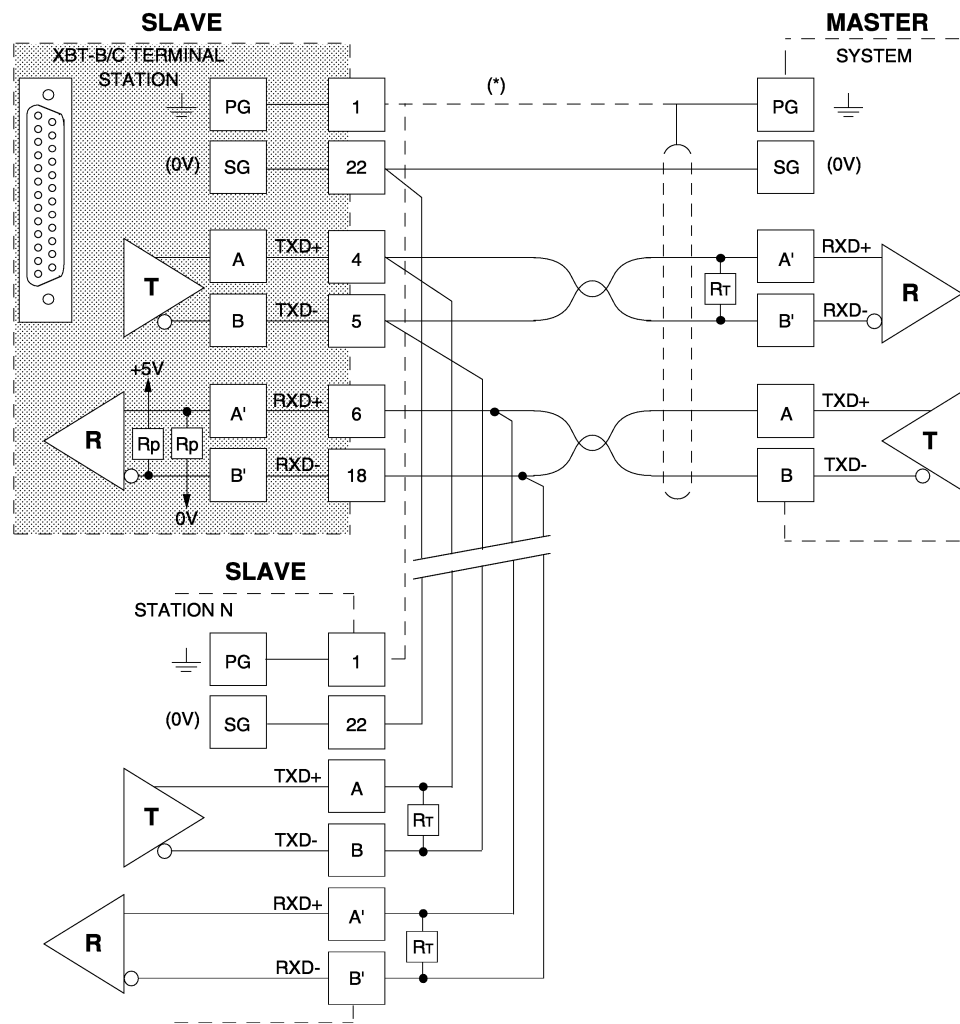 SLAVE
MASTER
XBT-B/C TERMINAL
STATION
SYSTEM
PG
1
(*)
PG
(0V)
SG
22
SG
(0V)
T
A
TXD+
4
RT
A'
RXD+
R
B
TXD-
5
B'
RXD-
+5V
R
Rp
Rp
A'
RXD+
6
A
TXD+
T
B'
RXD-
18
B
TXD-
0V
SLAVE
STATION N
PG
1
(0V)
SG
22
T
TXD+
A
RT
TXD-
B
R
RXD+
A'
RT
RXD-
B'